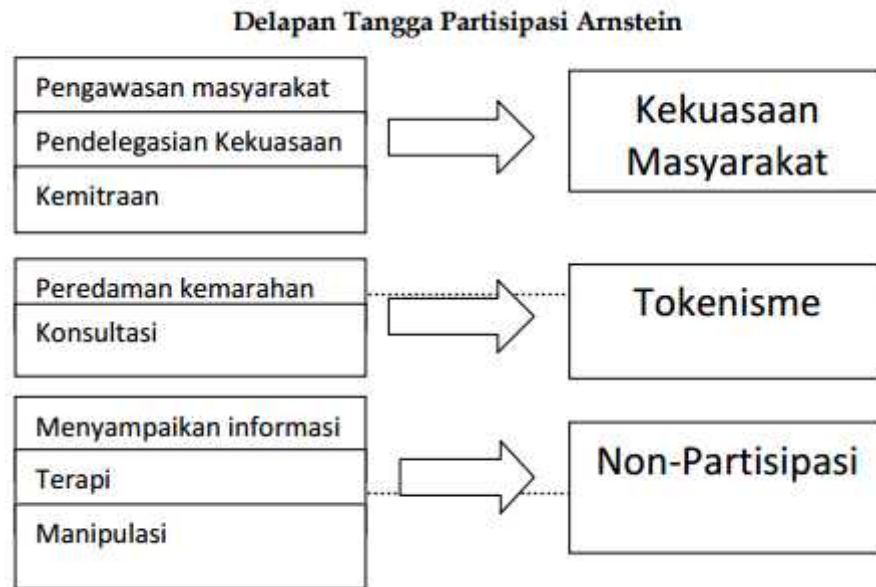 Delapan Tangga Partisipasi Arnstein
Pengawasan masyarakat
Pendelegasian Kekuasaan
Kemitraan
Kekuasaan
Masyarakat
Peredaman kemarahan
Konsultasi
Tokenisme
Menyampaikan informasi
Terapi
Manipulasi
Non-Partisipasi